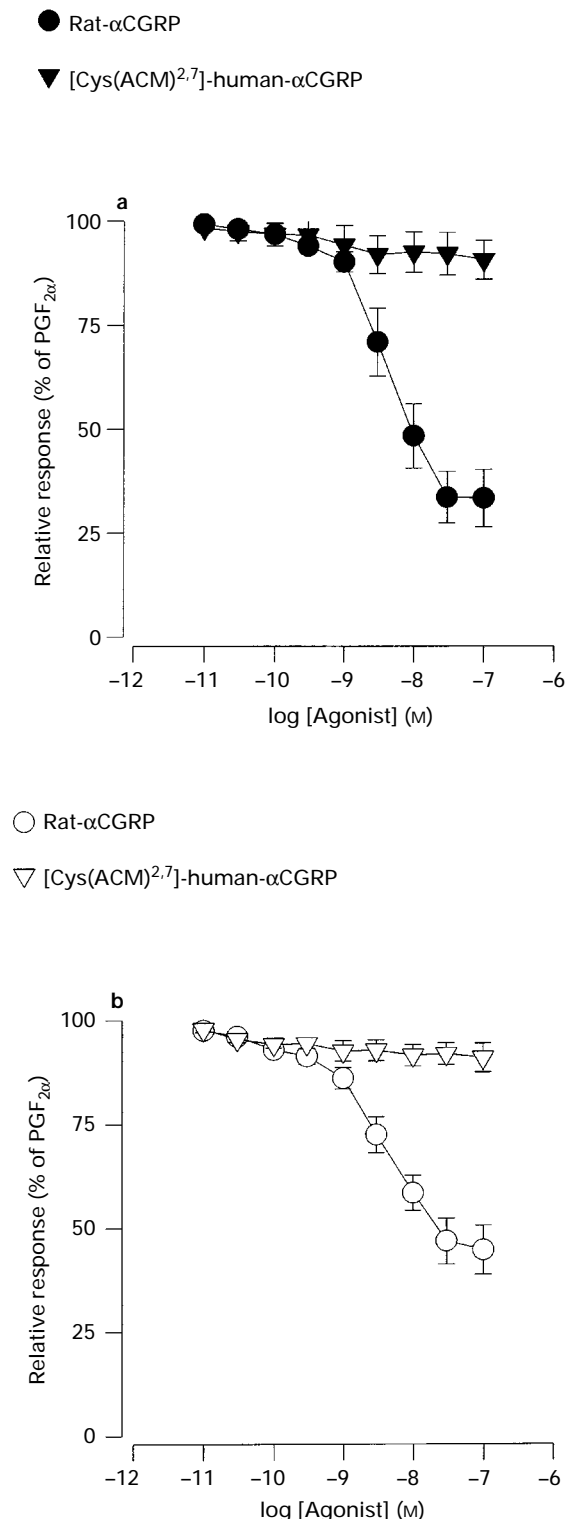 Rat-αCGRP
[Cys(ACM)2,7]-human-αCGRP
a
100
75
50
25
0
Relative response (% of PGF2α)
–12 –11 –10 –9 –8 –7 –6
log [Agonist] (M)
Rat-αCGRP
[Cys(ACM)2,7]-human-αCGRP
b
100
75
50
25
0
Relative response (% of PGF2α)
–12 –11 –10 –9 –8 –7 –6
log [Agonist] (M)